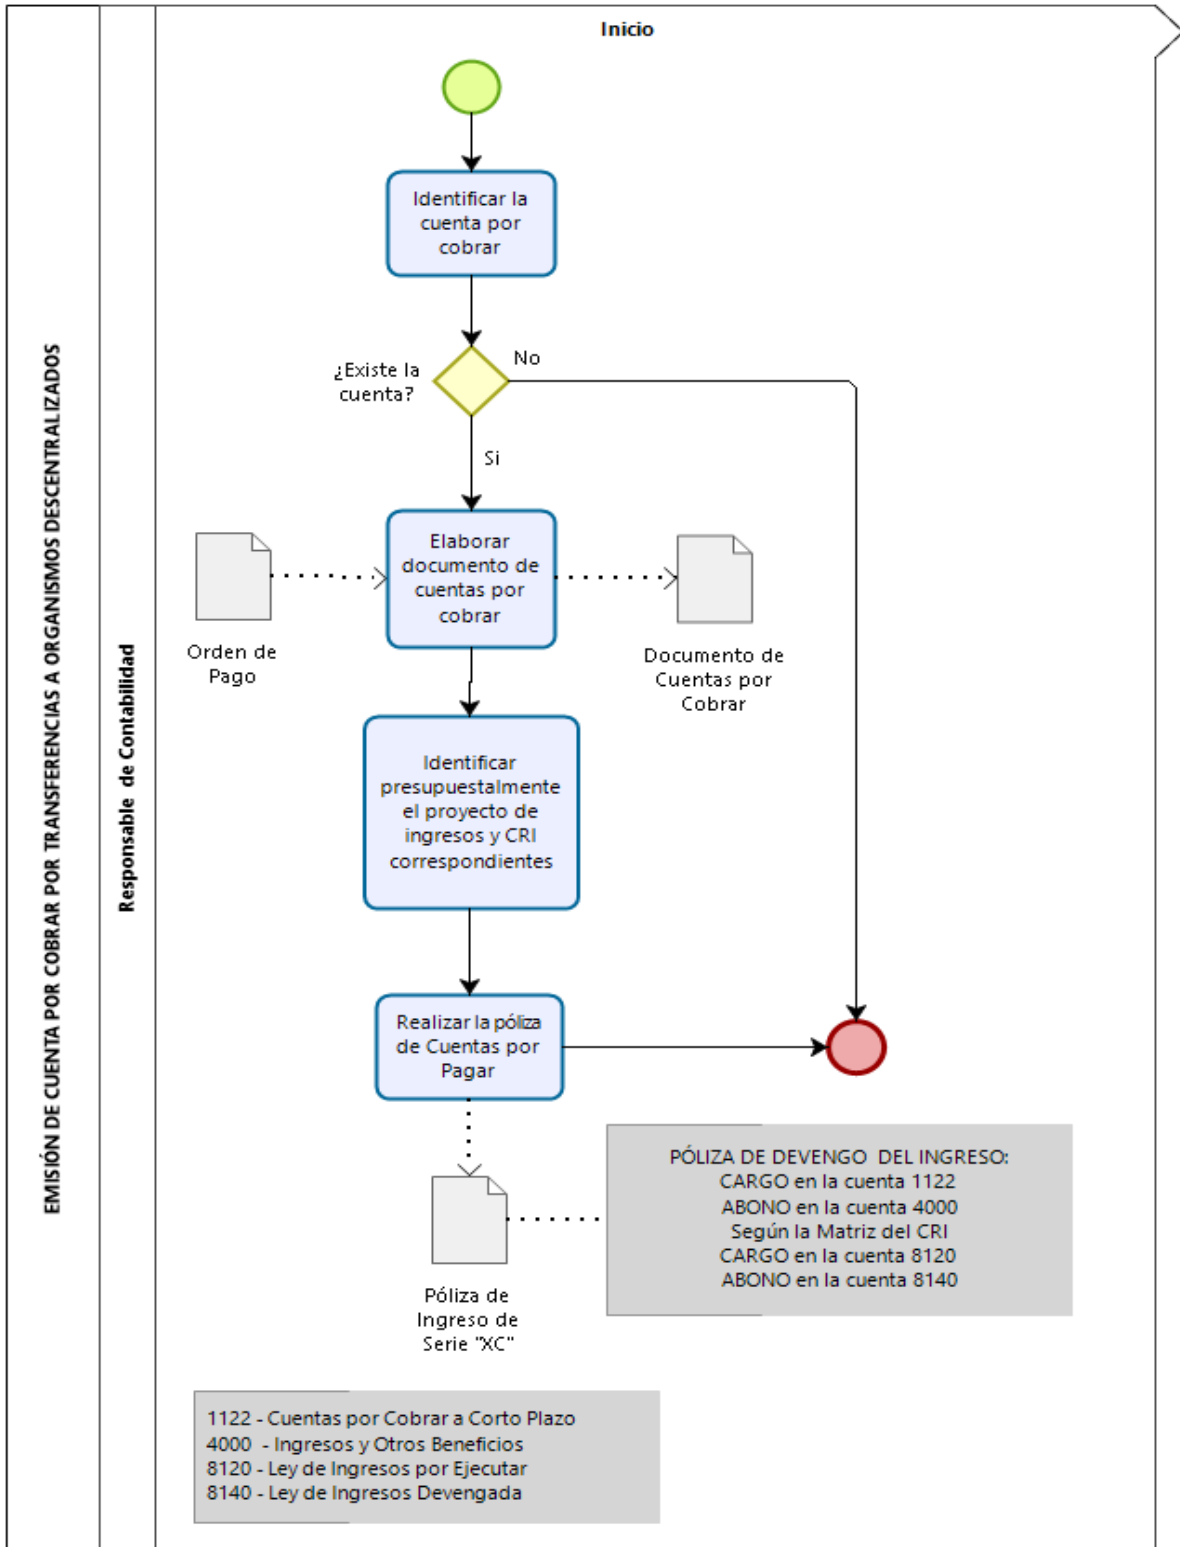 EMISIÓN DE CUENTA POR COBRAR POR TRANSFERENCIAS A ORGANISMOS DESCENTRALIZADOS
Responsable de Contabilidad
Inicio
Identificar la
cuenta por
cobrar
¿Existe la
cuenta?
No
Si
Elaborar
documento de
cuentas por
cobrar
Orden de
Pago
Documento de
Cuentas por
Cobrar
Identificar
presupuestalmente
el proyecto de
ingresos y CRI
correspondientes
Realizar la póliza
de Cuentas por
Pagar
PÓLIZA DE DEVENGO DEL INGRESO:
CARGO en la cuenta 1122
ABONO en la cuenta 4000
Según la Matriz del CRI
CARGO en la cuenta 8120
ABONO en la cuenta 8140
Póliza de
Ingreso de
Serie "XC"
1122 - Cuentas por Cobrar a Corto Plazo
4000 - Ingresos y Otros Beneficios
8120 - Ley de Ingresos por Ejecutar
8140 - Ley de Ingresos Devengada